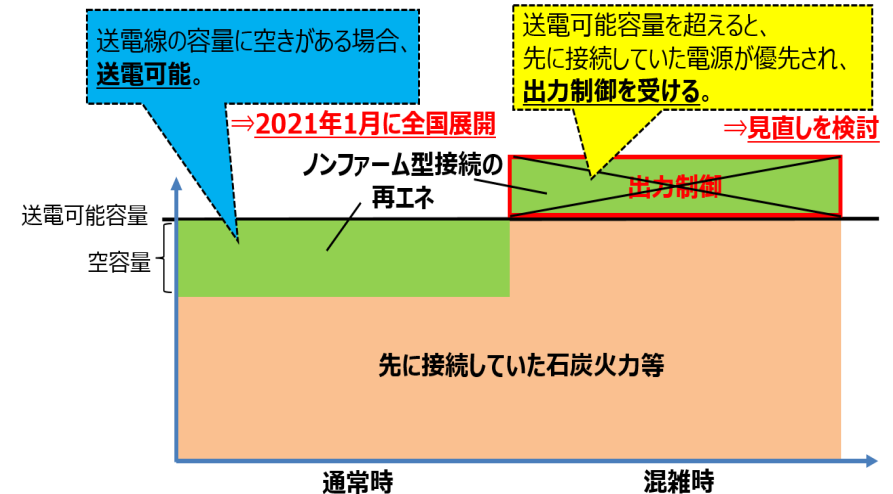 送電線の容量に空きがある場合、
送電可能。
送電可能容量を超えると、
先に接続していた電源が優先され、
出力制御を受ける。
⇒2021年1月に全国展開
⇒見直しを検討
ノンファーム型接続の
再エネ
出力制御
送電可能容量
空容量
先に接続していた石炭火力等
通常時
混雑時